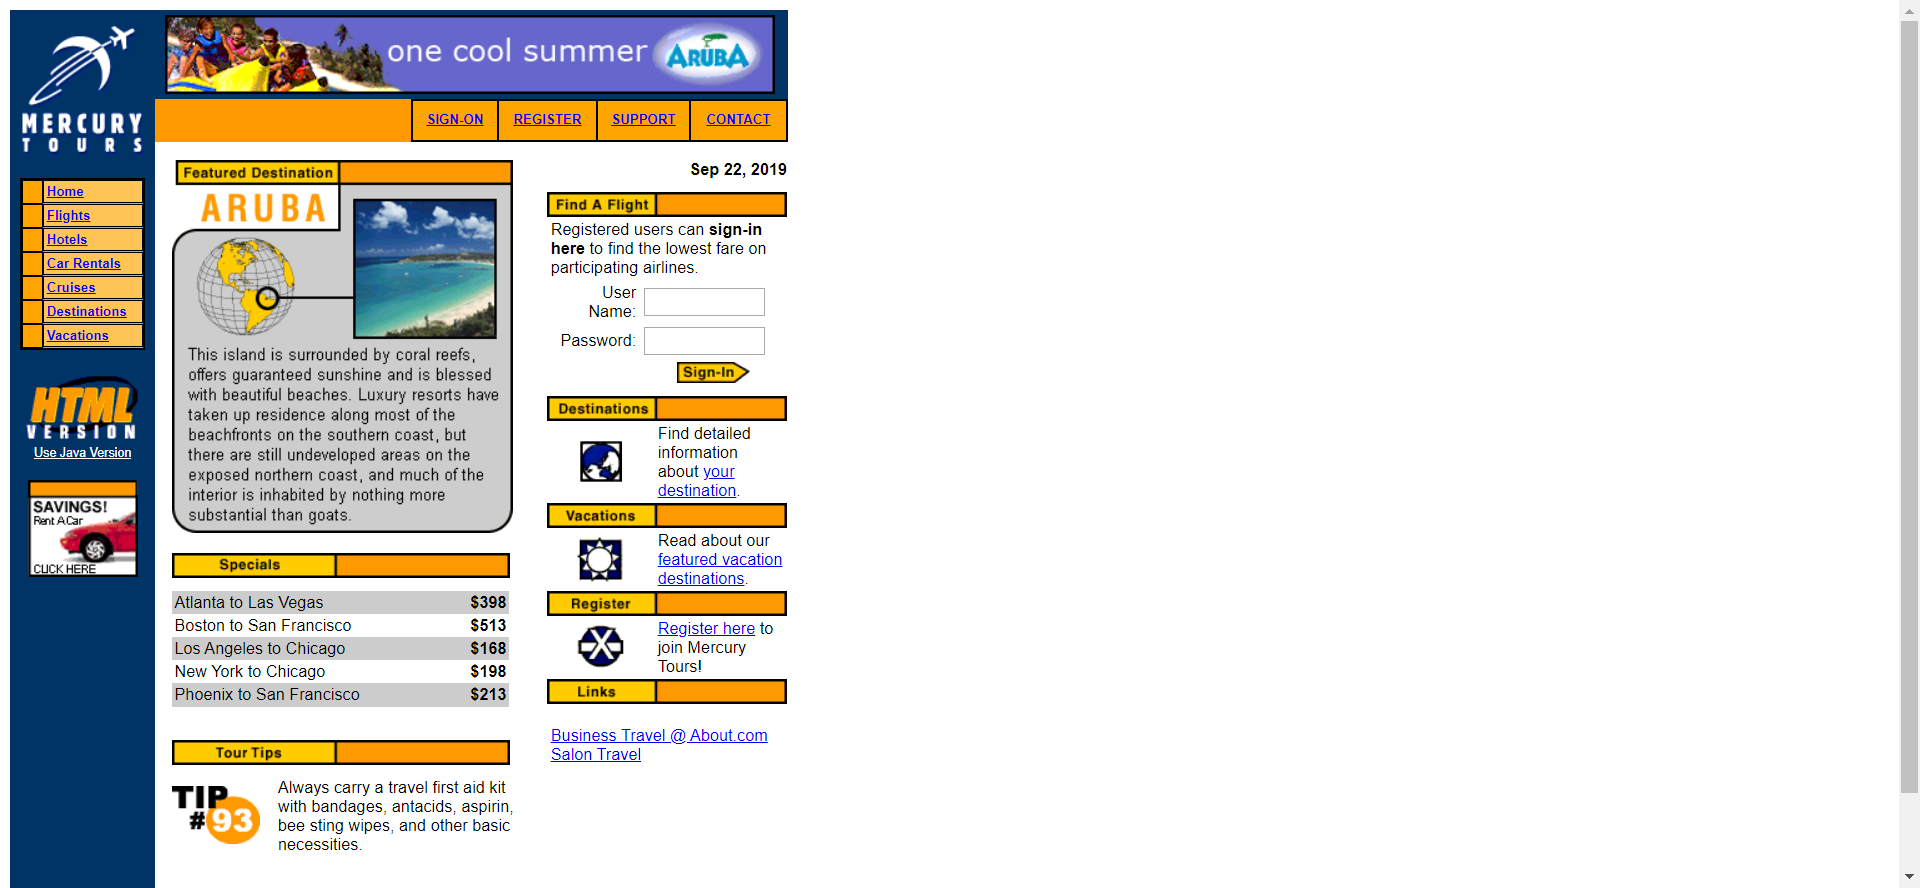 one cool summer
ARUBA
MERCURY
TOURS
SIGN-ON
REGISTER
SUPPORT
CONTACT
Home
Flights
Hotels
Car Rentals
Cruises
Destinations
Vacations
HTML
VERSION
Use Java Version
SAVINGS!
Rent A Car
CLICK HERE
Featured Destination
ARUBA
This island is surrounded by coral reefs,
offers guaranteed sunshine and is blessed
with beautiful beaches. Luxury resorts have
taken up residence along most of the
beachfronts on the southern coast, but
there are still undeveloped areas on the
exposed northern coast, and much of the
interior is inhabited by nothing more
substantial than goats.
Specials
Atlanta to Las Vegas $398
Boston to San Francisco $513
Los Angeles to Chicago $168
New York to Chicago $198
Phoenix to San Francisco $213
Tour Tips
TIP
#93
Always carry a travel first aid kit
with bandages, antacids, aspirin,
bee sting wipes, and other basic
necessities.
Sep 22, 2019
Find A Flight
Registered users can sign-in
here to find the lowest fare on
participating airlines.
User
Name:
Password:
Sign-In
Destinations
Find detailed
information
about your
destination.
Vacations
Read about our
featured vacation
destinations.
Register
Register here to
join Mercury
Tours!
Links
Business Travel @ About.com
Salon Travel